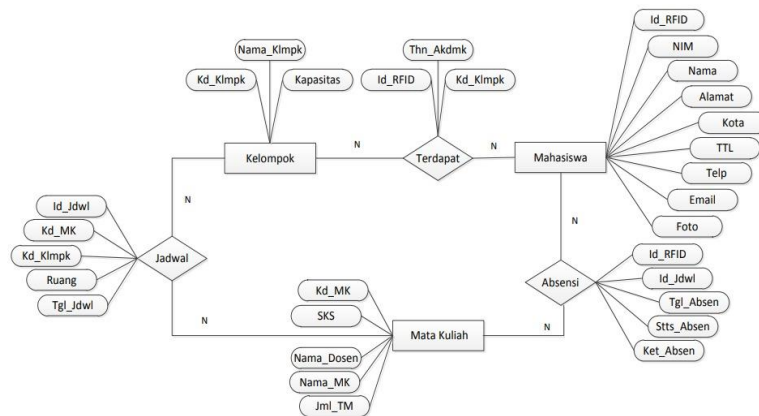 Nama_Klmpk
Kd_Klmpk
Kapasitas
Kelompok
N
Thn_Akdmk
Id_RFID
Kd_Klmpk
Terdapat
N
Mahasiswa
Id_RFID
NIM
Nama
Alamat
Kota
TTL
Telp
Email
Foto
N
Id_Jdwl
Kd_MK
Kd_Klmpk
Ruang
Tgl_Jdwl
Jadwal
N
N
Kd_MK
SKS
Nama_Dosen
Nama_MK
Jml_TM
Mata Kuliah
N
Absensi
Id_RFID
Id_Jdwl
Tgl_Absen
Stts_Absen
Ket_Absen